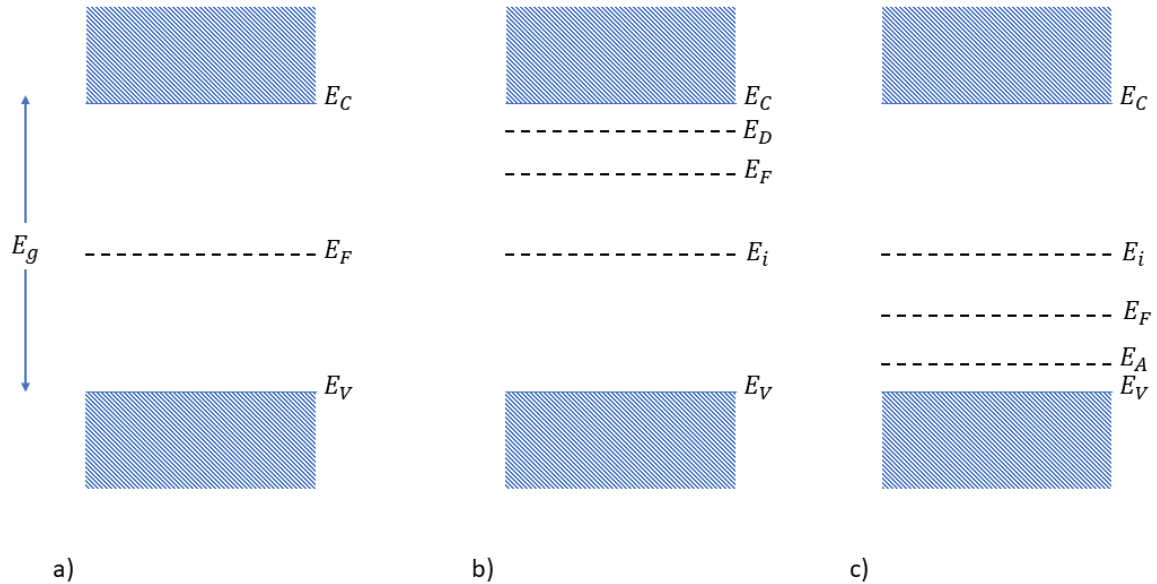 E_C E_C E_C
E_D
E_F
E_g E_F E_i E_i
E_F
E_A
E_V E_V E_V
a) b) c)